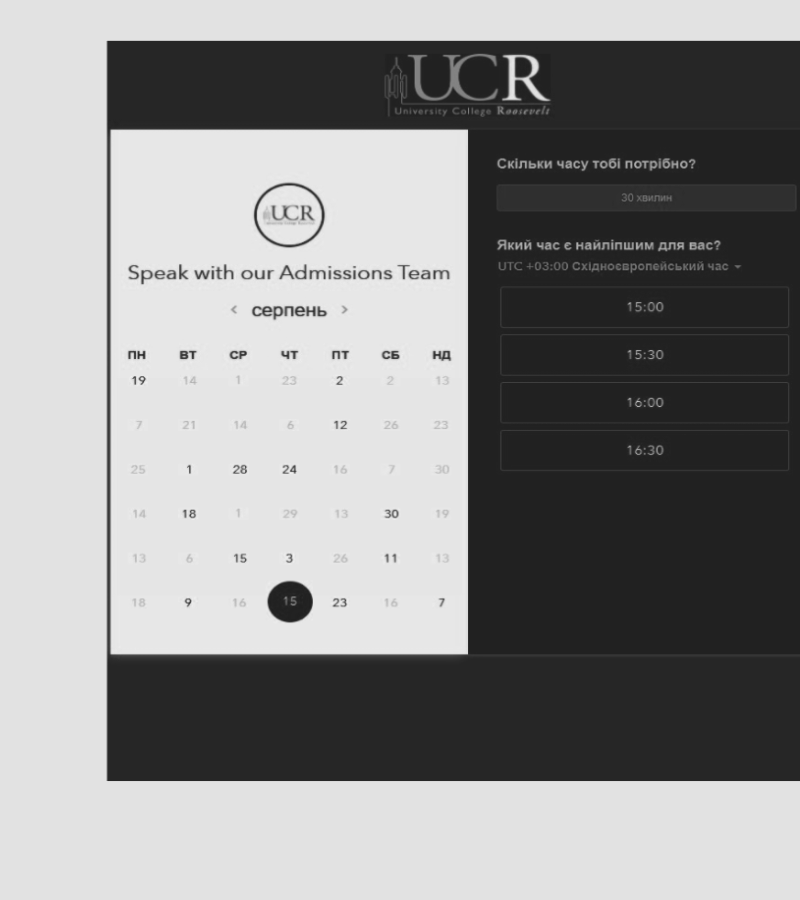 UCR
University College Roosevelt
UCR
Speak with our Admissions Team
< серпень >
ПН ВТ СР ЧТ ПТ СБ НД
19 14 1 23 2 2 13
7 21 14 6 12 26 23
25 1 28 24 16 7 30
14 18 1 29 13 30 19
13 6 15 3 26 11 13
18 9 16 15 23 16 7
Скільки часу тобі потрібно?
30 хвилин
Який час є найліпшим для вас?
UTC +03:00 Східноєвропейський час
15:00
15:30
16:00
16:30